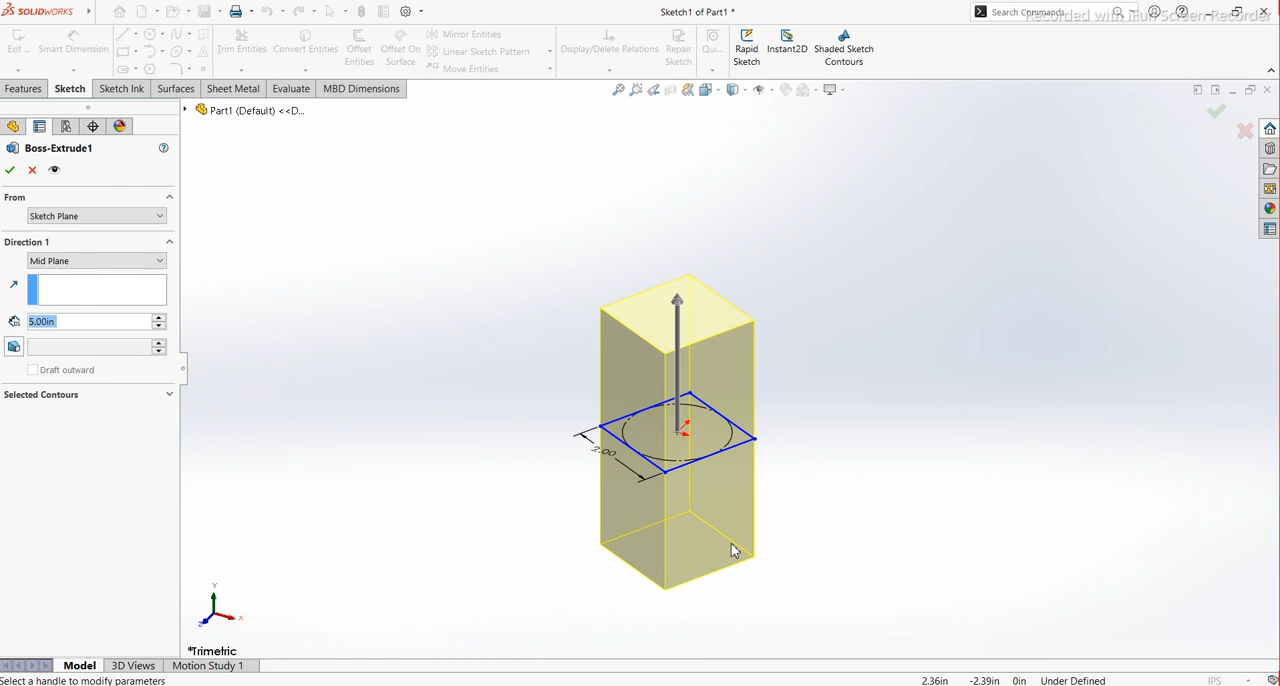 SOLIDWORKS
Sketch1 of Part1 *
Search Commands
Recorded with iFun Screen Recorder
Exit ...
Smart Dimension
Trim Entities
Convert Entities
Offset Entities
Offset On Surface
Mirror Entities
Linear Sketch Pattern
Move Entities
Display/Delete Relations
Repair Sketch
Qui...
Rapid Sketch
Instant2D
Shaded Sketch Contours
Features
Sketch
Sketch Ink
Surfaces
Sheet Metal
Evaluate
MBD Dimensions
Part1 (Default) <<D...
Boss-Extrude1
From
Sketch Plane
Direction 1
Mid Plane
5.00in
Draft outward
Selected Contours
2.00
Y
X
Z
*Trimetric
Model
3D Views
Motion Study 1
Select a handle to modify parameters
2.36in
-2.39in
0in
Under Defined
IPS